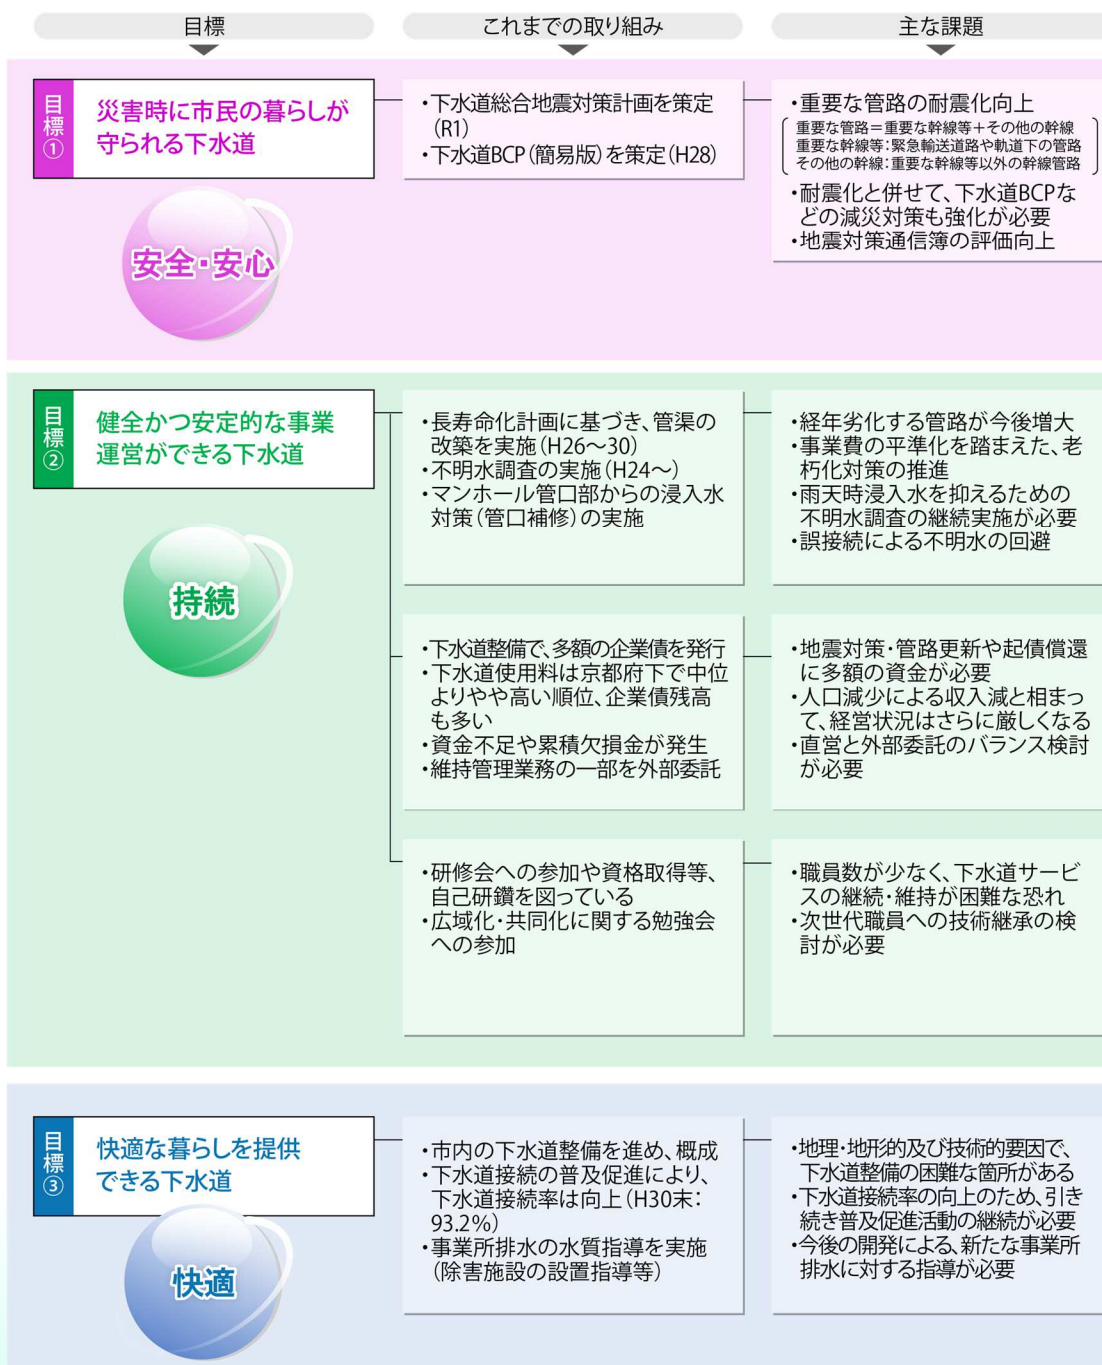 目標
これまでの取り組み
主な課題
目標①
災害時に市民の暮らしが
守られる下水道
安全・安心
・下水道総合地震対策計画を策定
(R1)
・下水道BCP(簡易版)を策定(H28)
・重要な管路の耐震化向上
重要な管路=重要な幹線等+その他の幹線
重要な幹線等:緊急輸送道路や軌道下の管路
その他の幹線:重要な幹線等以外の幹線管路
・耐震化と併せて、下水道BCPな
どの減災対策も強化が必要
・地震対策通信簿の評価向上
目標②
健全かつ安定的な事業
運営ができる下水道
持続
・長寿命化計画に基づき、管渠の
改築を実施(H26〜30)
・不明水調査の実施(H24〜)
・マンホール管口部からの浸入水
対策(管口補修)の実施
・経年劣化する管路が今後増大
・事業費の平準化を踏まえた、老
朽化対策の推進
・雨天時浸入水を抑えるための
不明水調査の継続実施が必要
・誤接続による不明水の回避
・下水道整備で、多額の企業債を発行
・下水道使用料は京都府下で中位
よりやや高い順位、企業債残高
も多い
・資金不足や累積欠損金が発生
・維持管理業務の一部を外部委託
・地震対策・管路更新や起債償還
に多額の資金が必要
・人口減少による収入減と相まっ
て、経営状況はさらに厳しくなる
・直営と外部委託のバランス検討
が必要
・研修会への参加や資格取得等、
自己研鑽を図っている
・広域化・共同化に関する勉強会
への参加
・職員数が少なく、下水道サービ
スの継続・維持が困難な恐れ
・次世代職員への技術継承の検
討が必要
目標③
快適な暮らしを提供
できる下水道
快適
・市内の下水道整備を進め、概成
・下水道接続の普及促進により、
下水道接続率は向上(H30末:
93.2%)
・事業所排水の水質指導を実施
(除害施設の設置指導等)
・地理・地形的及び技術的要因で、
下水道整備の困難な箇所がある
・下水道接続率の向上のため、引き
続き普及促進活動の継続が必要
・今後の開発による、新たな事業所
排水に対する指導が必要